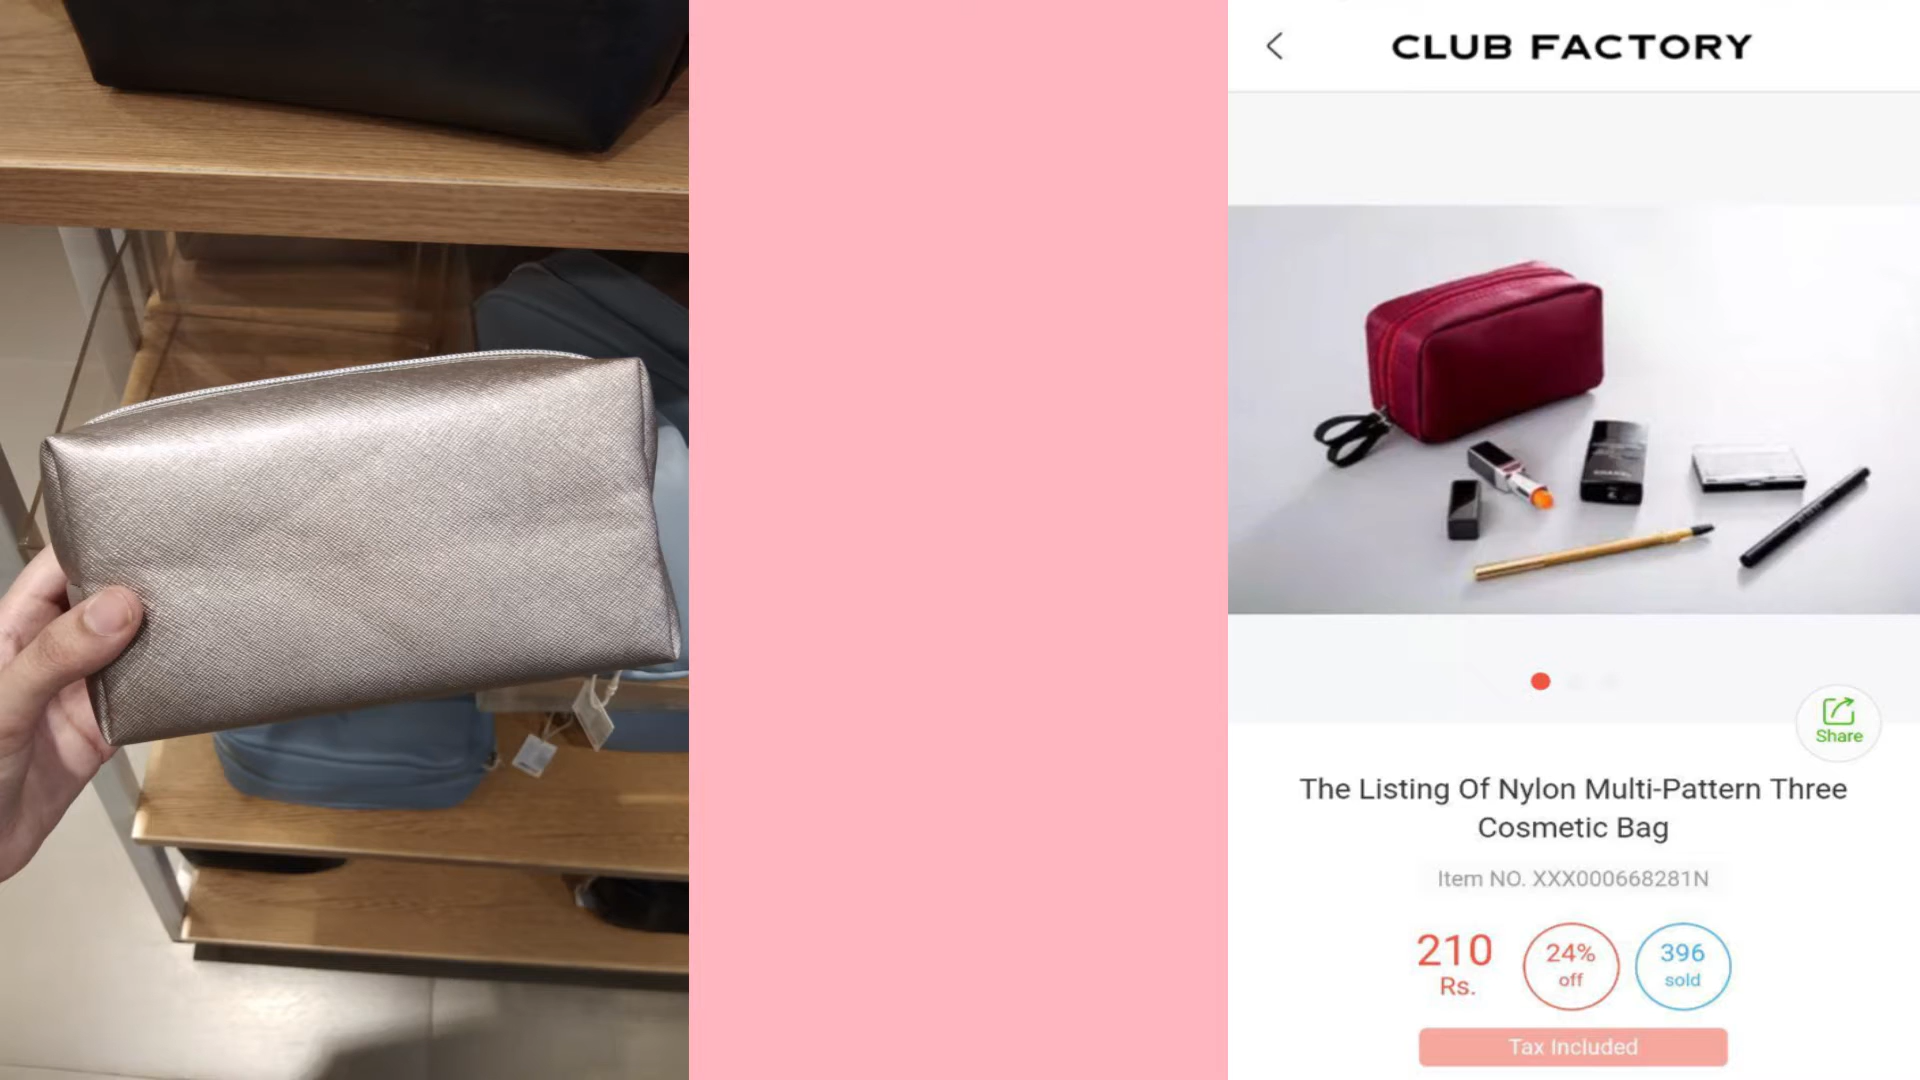 CLUB FACTORY
Share
The Listing Of Nylon Multi-Pattern Three
Cosmetic Bag
Item NO. XXX000668281N
210
Rs.
24%
off
396
sold
Tax Included